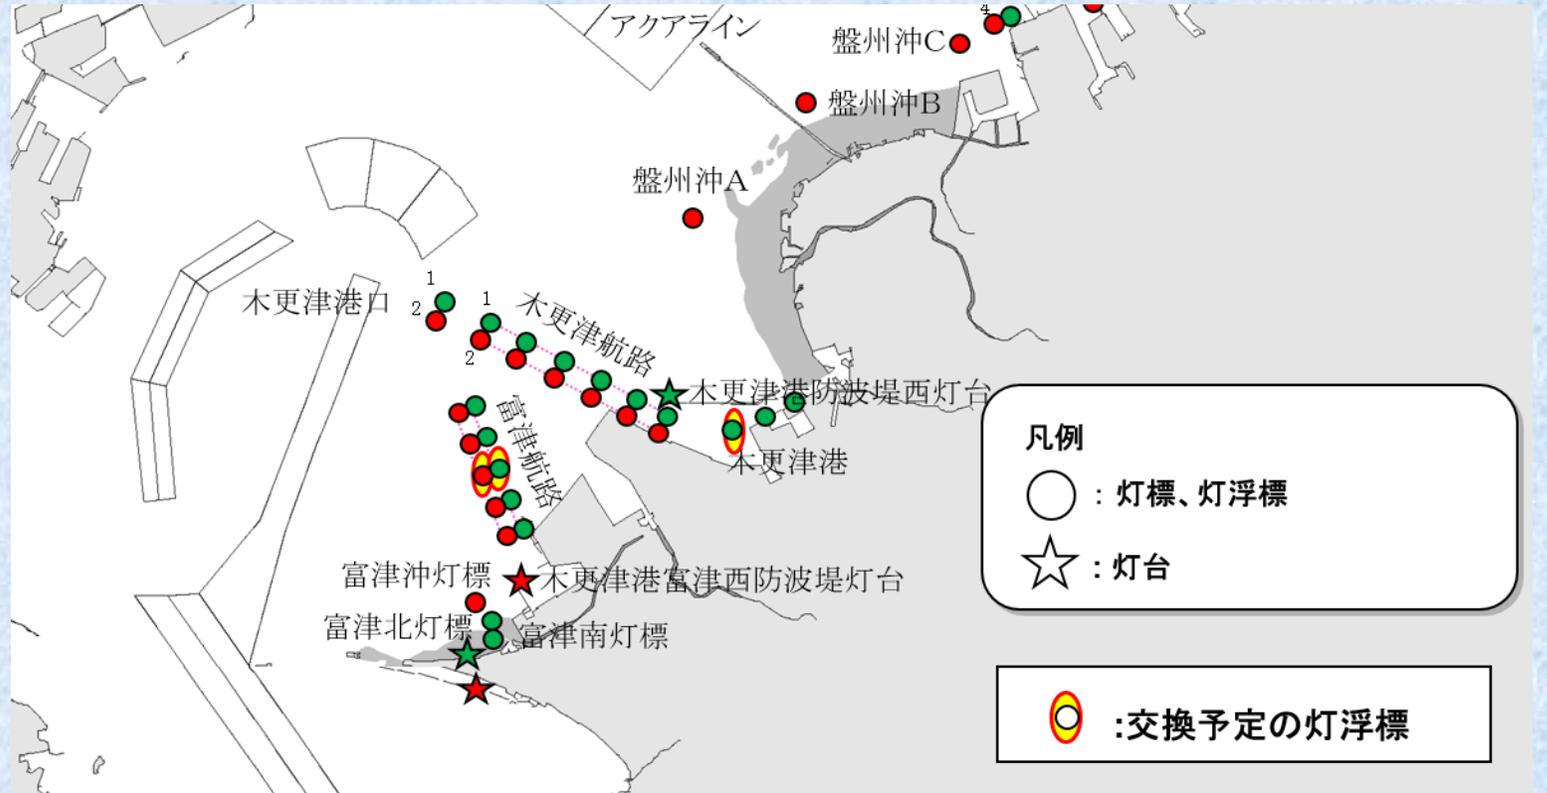 アクアライン
4
盤州沖C
盤州沖B
盤州沖A
木更津港口
1
2
1
2
木更津航路
木更津港防波堤西灯台
富津航路
木更津港
凡例
：灯標、灯浮標
：灯台
富津沖灯標
木更津港富津西防波堤灯台
富津北灯標
富津南灯標
:交換予定の灯浮標